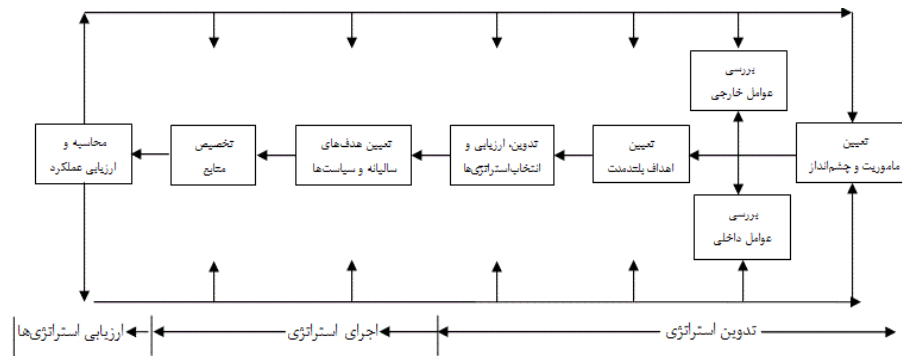 بررسی
عوامل خارجی
تعیین
ماموریت و چشم‌انداز
تعیین
اهداف بلندمدت
تدوین، ارزیابی و
انتخاب‌استراتژی‌ها
تعیین هدف‌های
سالیانه و سیاست‌ها
تخصیص
منابع
محاسبه و
ارزیابی عملکرد
بررسی
عوامل داخلی
تدوین استراتژی
اجرای استراتژی
ارزیابی استراتژی‌ها